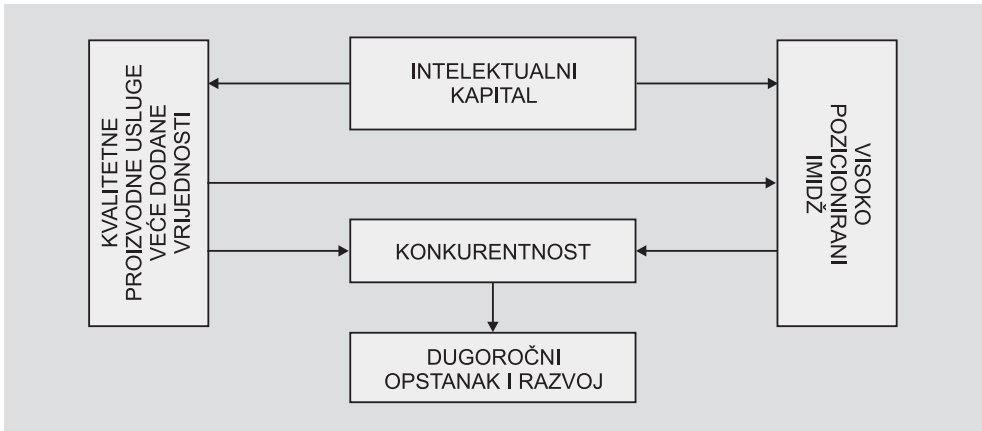 INTELEKTUALNI
KAPITAL
KVALITETNE
PROIZVODNE USLUGE
VEĆE DODANE
VRIJEDNOSTI
VISOKO
POZICIONIRANI
IMIDŽ
KONKURENTNOST
DUGOROČNI
OPSTANAK I RAZVOJ